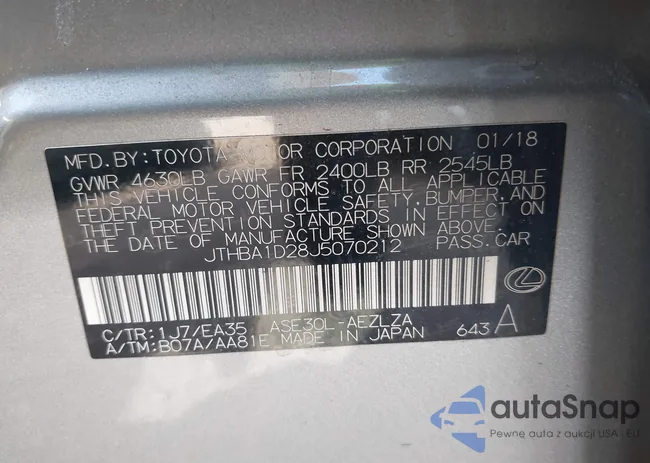 MFD. BY: TOYOTA OR CORPORATION 01/18
GVWR 4630LB GAWR FR 2400LB RR 2545LB
THIS VEHICLE CONFORMS TO ALL APPLICABLE
FEDERAL MOTOR VEHICLE SAFETY, BUMPER, AND
THEFT PREVENTION STANDARDS IN EFFECT ON
THE DATE OF MANUFACTURE SHOWN ABOVE.
JTHBA1D28J5070212 PASS. CAR
C/TR: 1J7/EA35 ASE30L-AEZLZA
A/TM: B07A/AA81E MADE IN JAPAN 643 A
autoSnap
Pewne auta z aukcji USA i EU